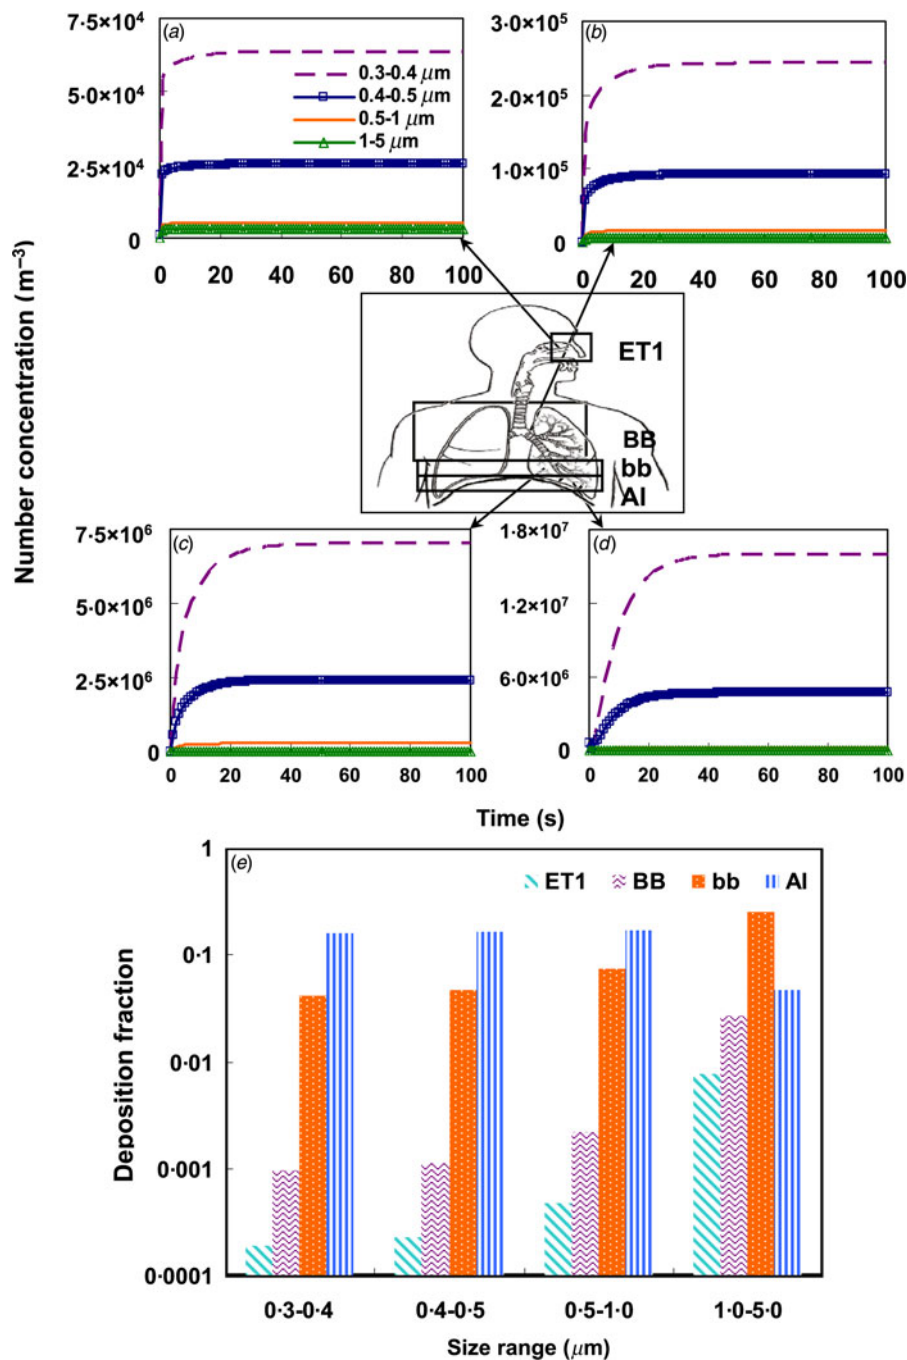 Number concentration (m⁻³)
(a)
7·5×10⁴
5·0×10⁴
2·5×10⁴
0
0.3-0.4 μm
0.4-0.5 μm
0.5-1 μm
1-5 μm
0 20 40 60 80 100
(b)
3·0×10⁵
2·0×10⁵
1·0×10⁵
0
0 20 40 60 80 100
ET1
BB
bb
AI
(c)
7·5×10⁶
5·0×10⁶
2·5×10⁶
0
0 20 40 60 80 100
(d)
1·8×10⁷
1·2×10⁷
6·0×10⁶
0
0 20 40 60 80 100
Time (s)
(e)
Deposition fraction
1
0·1
0·01
0·001
0·0001
ET1 BB bb AI
0·3-0·4 0·4-0·5 0·5-1·0 1·0-5·0
Size range (μm)